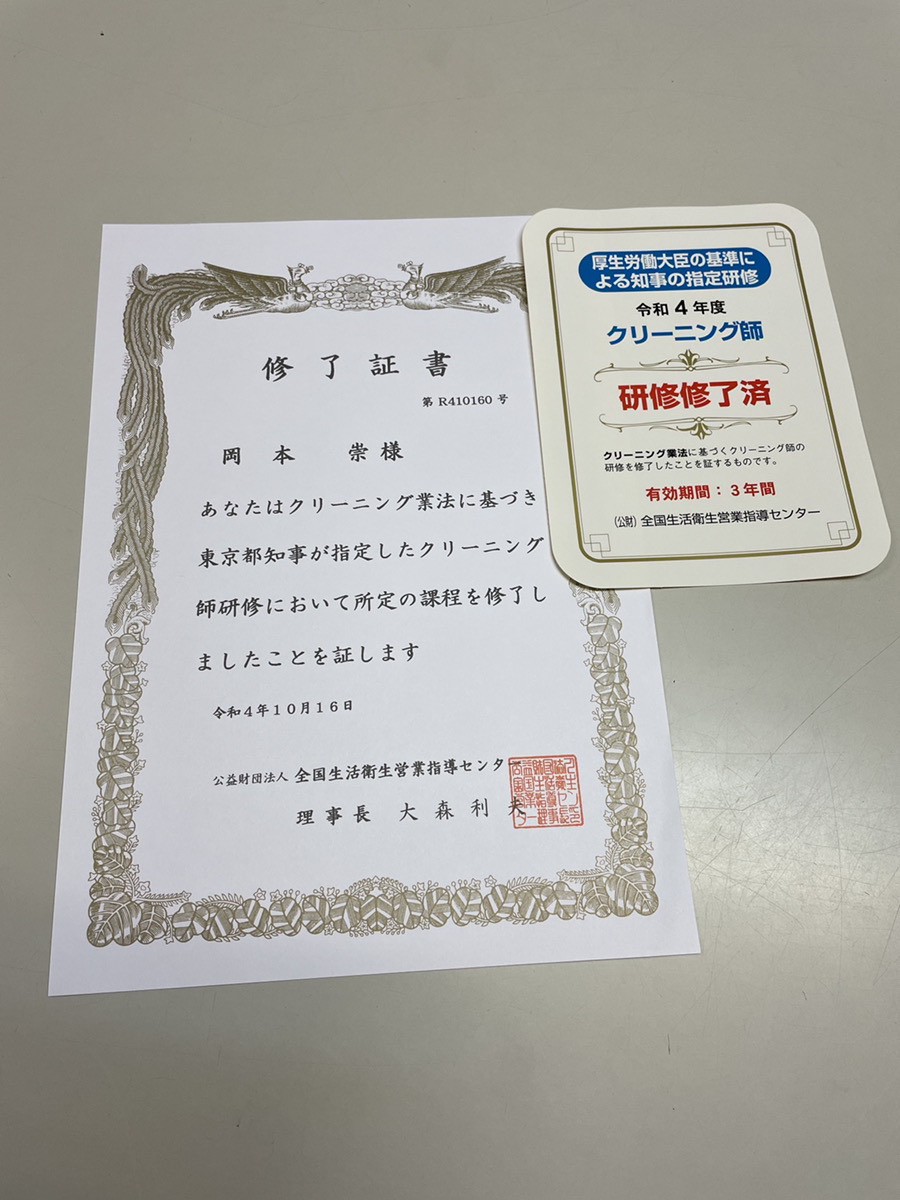 修了証書
第 R410160 号
岡本 崇様
あなたはクリーニング業法に基づき
東京都知事が指定したクリーニング
師研修において所定の課程を修了し
ましたことを証します
令和4年10月16日
公益財団法人 全国生活衛生営業指導センター
理事長 大森利夫
厚生労働大臣の基準に
よる知事の指定研修
令和4年度
クリーニング師
研修修了済
クリーニング業法に基づくクリーニング師の
研修を修了したことを証するものです。
有効期間：3年間
(公財) 全国生活衛生営業指導センター